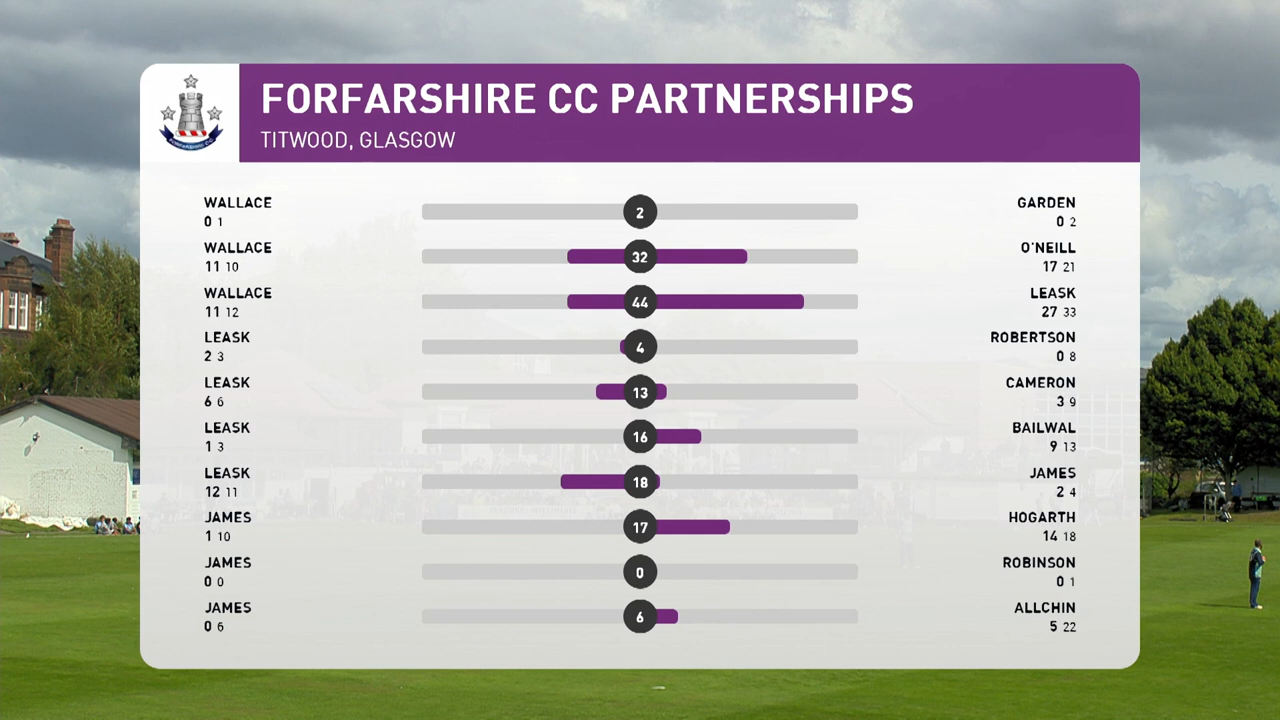 FORFARSHIRE CC PARTNERSHIPS
TITWOOD, GLASGOW
FORFARSHIRE CC
WALLACE 2 GARDEN
0 1 0 2
WALLACE 32 O'NEILL
11 10 17 21
WALLACE 44 LEASK
11 12 27 33
LEASK 4 ROBERTSON
2 3 0 8
LEASK 13 CAMERON
6 6 3 9
LEASK 16 BAILWAL
1 3 9 13
LEASK 18 JAMES
12 11 2 4
JAMES 17 HOGARTH
1 10 14 18
JAMES 0 ROBINSON
0 0 0 1
JAMES 6 ALLCHIN
0 6 5 22